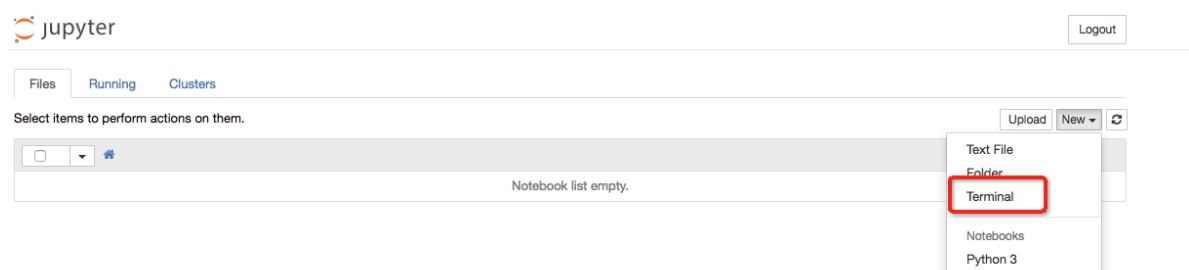 jupyter
Logout
Files Running Clusters
Select items to perform actions on them.
Upload New
Text File
Folder
Notebook list empty.
Terminal
Notebooks
Python 3